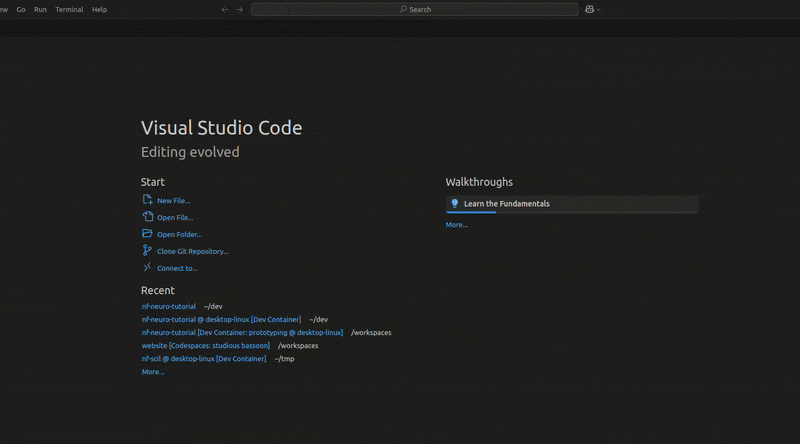 ew Go Run Terminal Help
Search
Visual Studio Code
Editing evolved
Start
New File...
Open File...
Open Folder...
Clone Git Repository...
Connect to...
Recent
nf-neuro-tutorial ~/dev
nf-neuro-tutorial @ desktop-linux [Dev Container] ~/dev
nf-neuro-tutorial [Dev Container: prototyping @ desktop-linux] /workspaces
website [Codespaces: studious bassoon] /workspaces
nf-scil @ desktop-linux [Dev Container] ~/tmp
More...
Walkthroughs
Learn the Fundamentals
More...